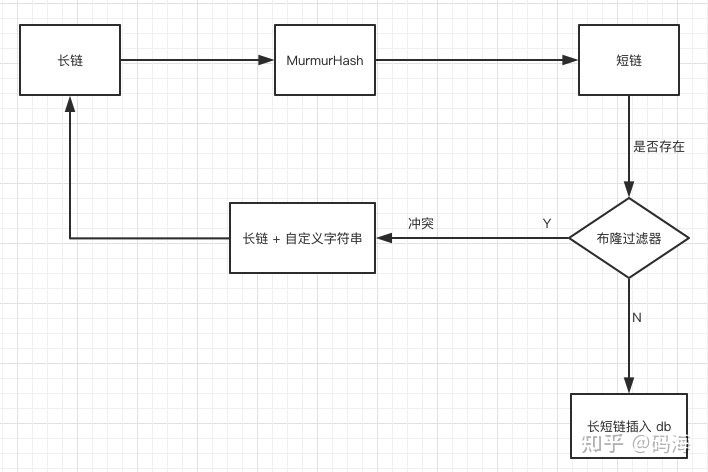 长链
MurmurHash
短链
是否存在
布隆过滤器
Y
冲突
长链 + 自定义字符串
N
长短链插入 db
知乎 @码海